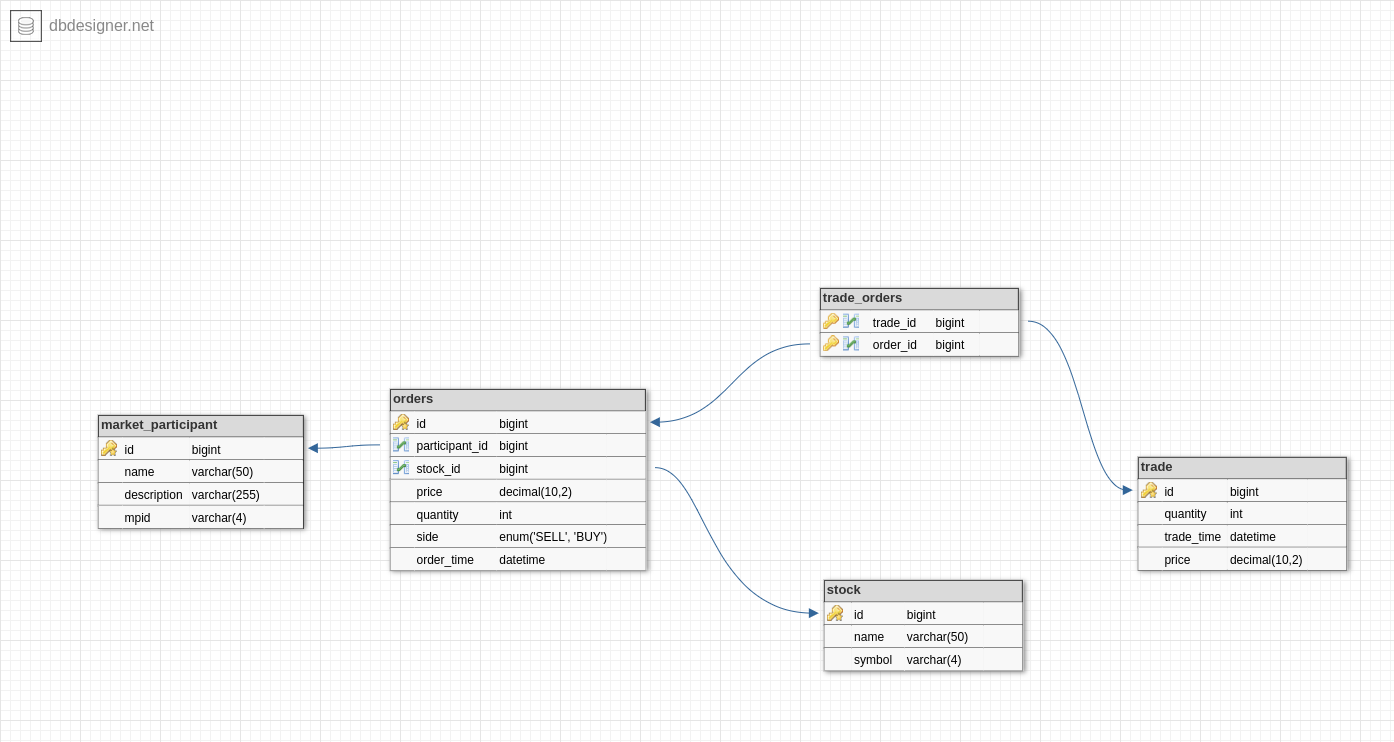 dbdesigner.net
trade_orders
trade_id bigint
order_id bigint
orders
id bigint
participant_id bigint
stock_id bigint
price decimal(10,2)
quantity int
side enum('SELL', 'BUY')
order_time datetime
market_participant
id bigint
name varchar(50)
description varchar(255)
mpid varchar(4)
trade
id bigint
quantity int
trade_time datetime
price decimal(10,2)
stock
id bigint
name varchar(50)
symbol varchar(4)